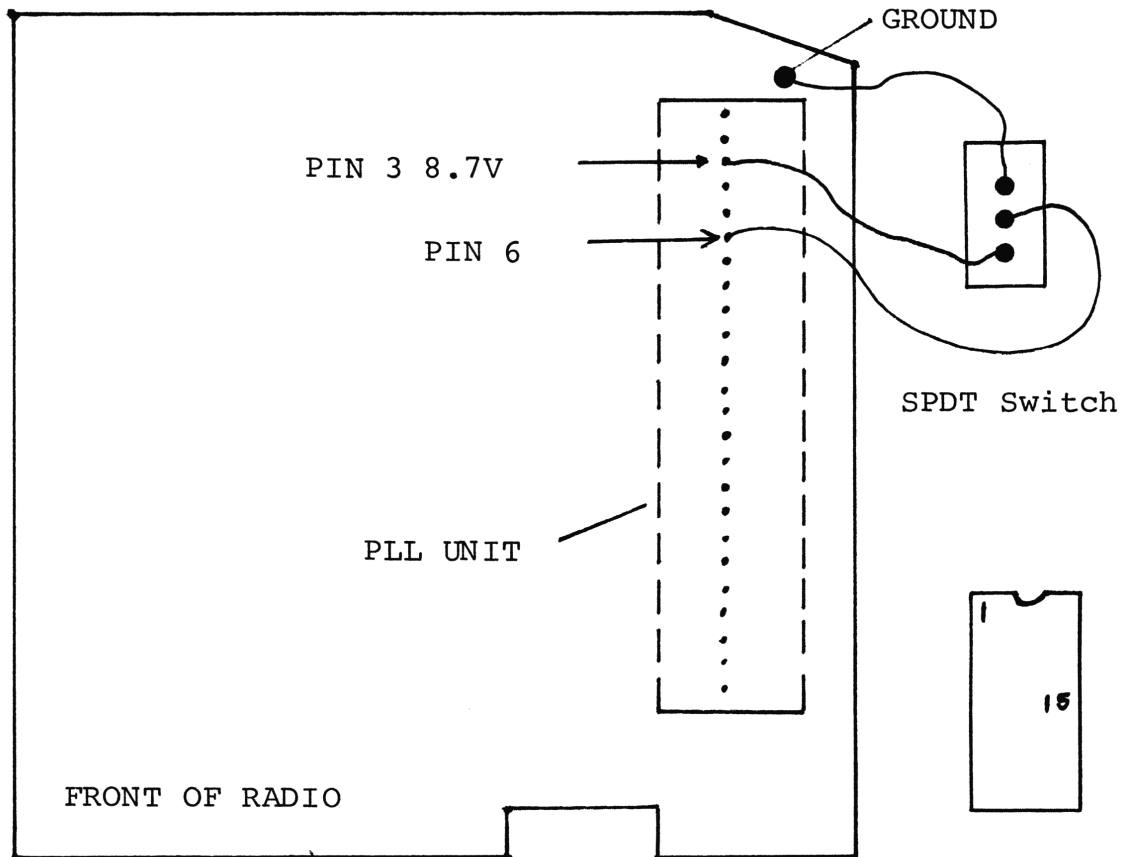 GROUND
PIN 3 8.7V
PIN 6
SPDT Switch
PLL UNIT
1
15
FRONT OF RADIO